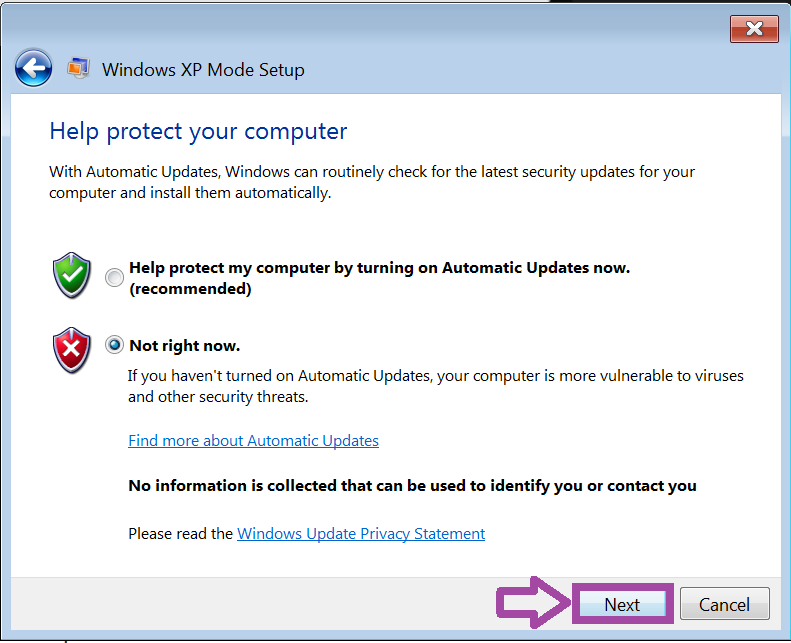 Windows XP Mode Setup
Help protect your computer
With Automatic Updates, Windows can routinely check for the latest security updates for your
computer and install them automatically.
Help protect my computer by turning on Automatic Updates now.
(recommended)
Not right now.
If you haven't turned on Automatic Updates, your computer is more vulnerable to viruses
and other security threats.
Find more about Automatic Updates
No information is collected that can be used to identify you or contact you
Please read the Windows Update Privacy Statement
Next
Cancel